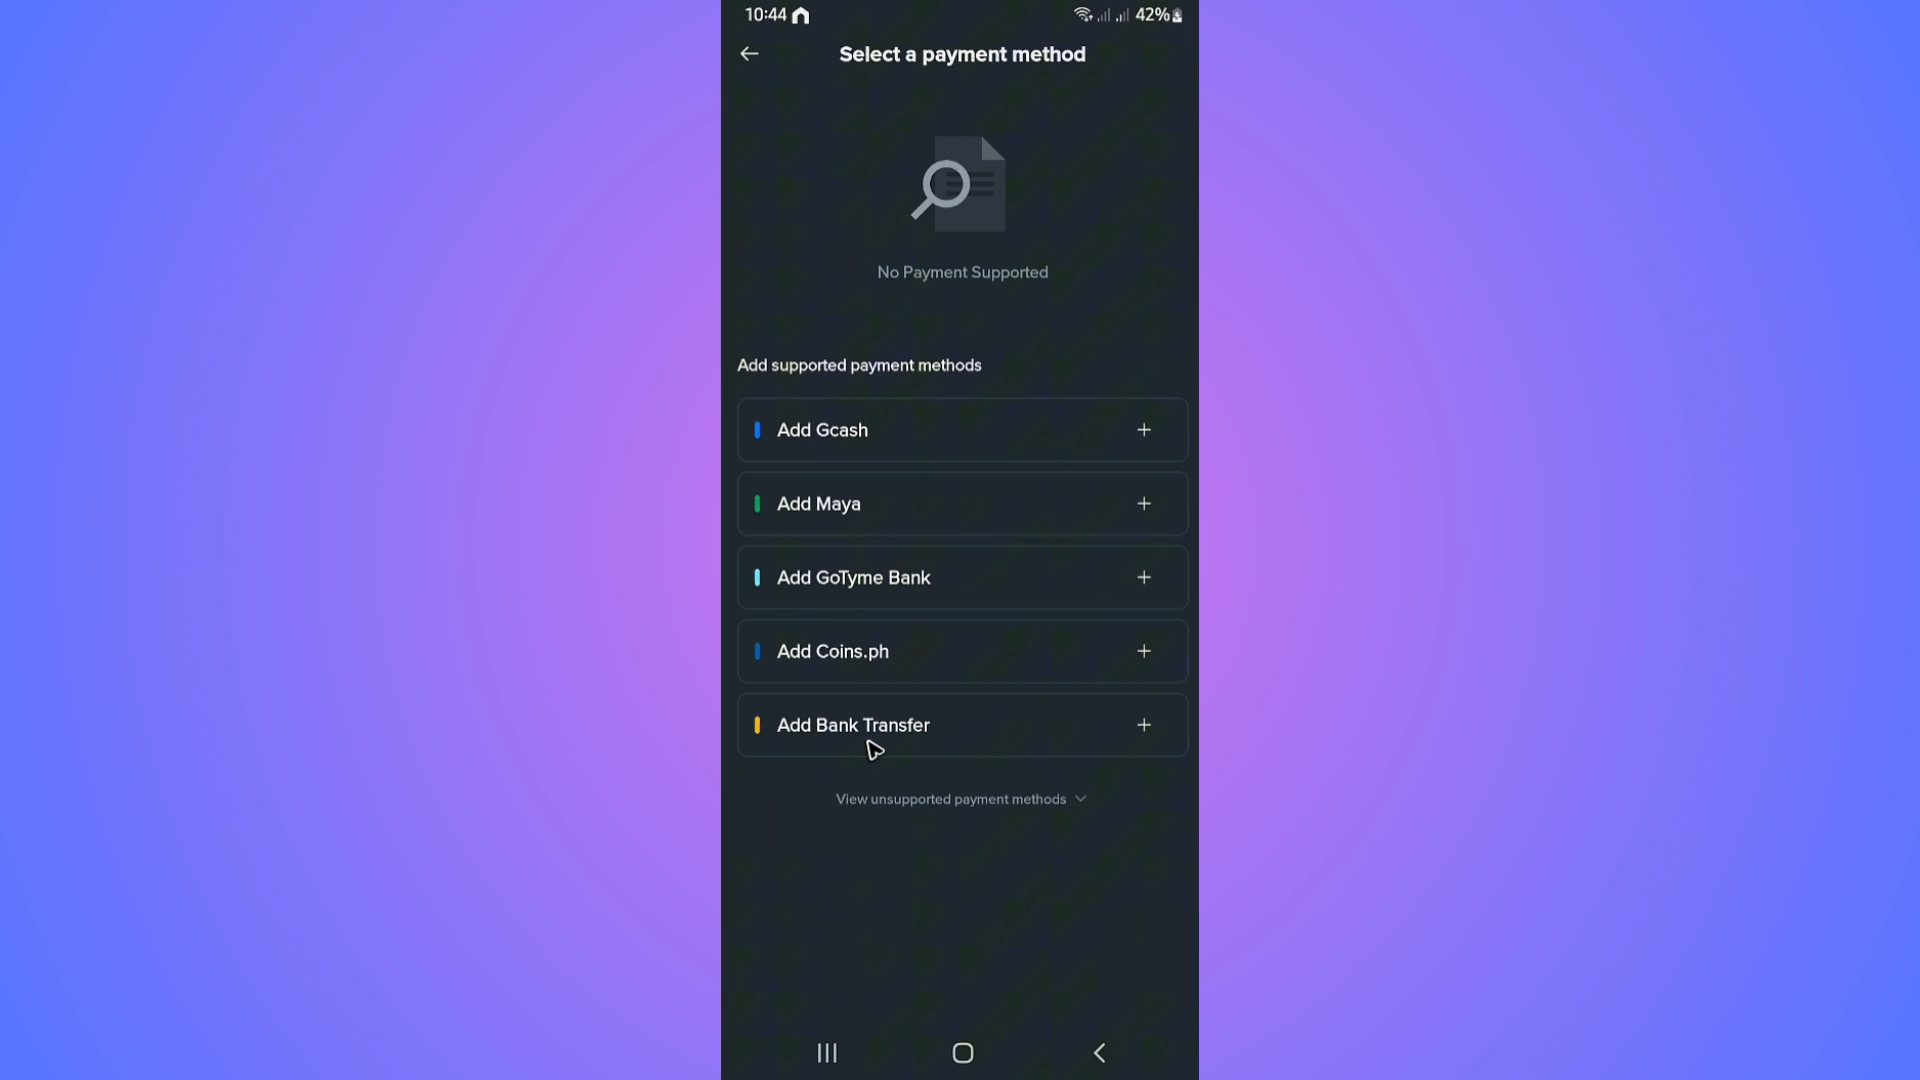 10:44
42%
Select a payment method
No Payment Supported
Add supported payment methods
Add Gcash
Add Maya
Add GoTyme Bank
Add Coins.ph
Add Bank Transfer
View unsupported payment methods